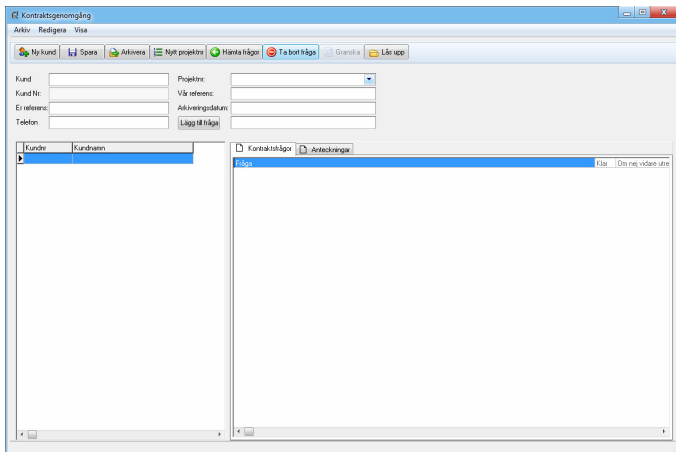 Kontraktsgenomgång
Arkiv Redigera Visa
Ny kund Spara Arkivera Nytt projektnr Hämta frågor Ta bort fråga Granska Lås upp
Kund Projektnr:
Kund Nr: Vår referens:
Er referens: Arkiveringsdatum:
Telefon Lägg till fråga
Kundnr Kundnamn
Kontraktsfrågor Anteckningar
Fråga Klar Om nej vidare utre